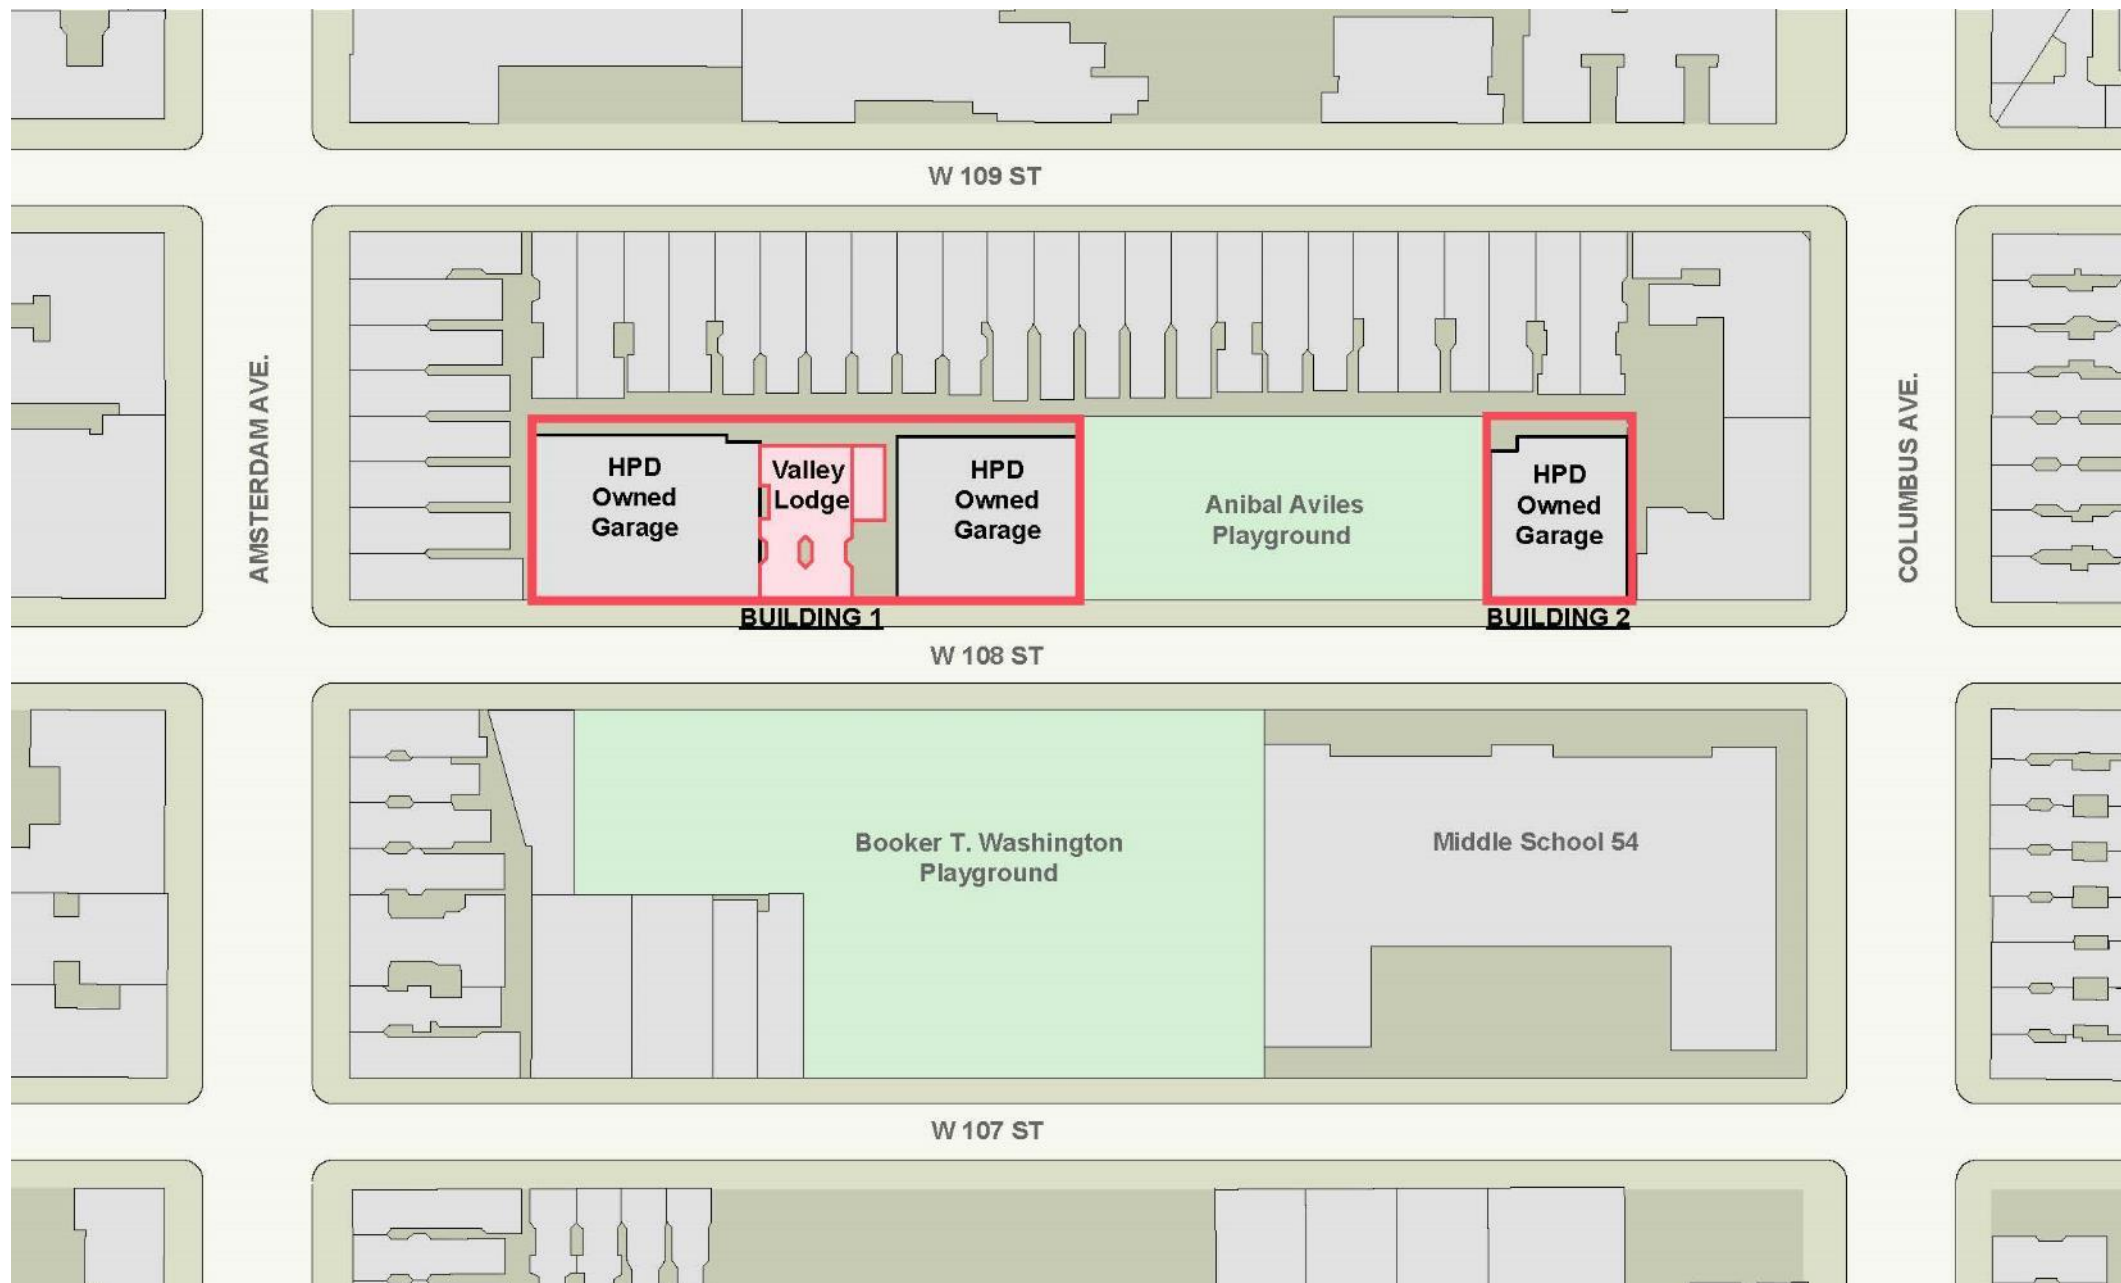 W 109 ST
AMSTERDAM AVE.
COLUMBUS AVE.
HPD
Owned
Garage
Valley
Lodge
HPD
Owned
Garage
Anibal Aviles
Playground
HPD
Owned
Garage
BUILDING 1
BUILDING 2
W 108 ST
Booker T. Washington
Playground
Middle School 54
W 107 ST